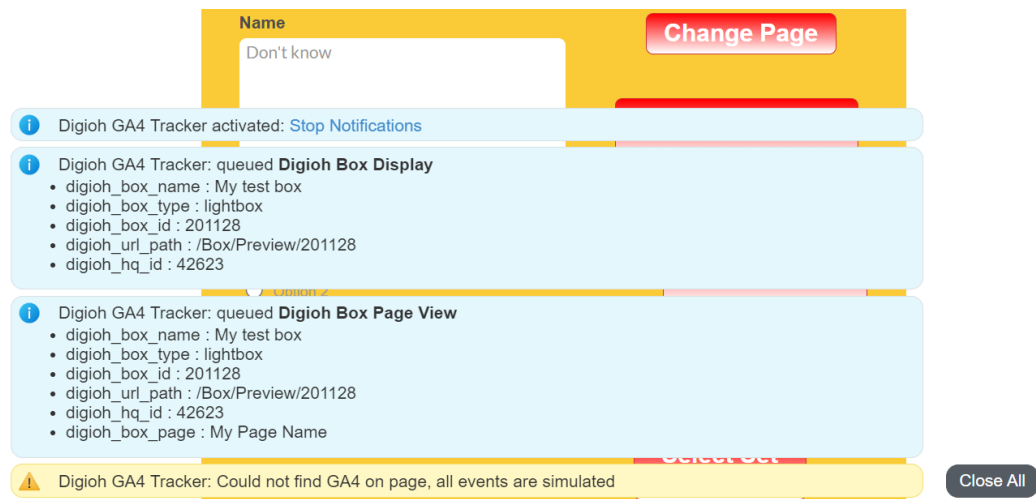 Name
Change Page
Don't know
Digioh GA4 Tracker activated: Stop Notifications
Digioh GA4 Tracker: queued Digioh Box Display
• digioh_box_name : My test box
• digioh_box_type : lightbox
• digioh_box_id : 201128
• digioh_url_path : /Box/Preview/201128
• digioh_hq_id : 42623
Option 2
Digioh GA4 Tracker: queued Digioh Box Page View
• digioh_box_name : My test box
• digioh_box_type : lightbox
• digioh_box_id : 201128
• digioh_url_path : /Box/Preview/201128
• digioh_hq_id : 42623
• digioh_box_page : My Page Name
Select Set
Digioh GA4 Tracker: Could not find GA4 on page, all events are simulated
Close All